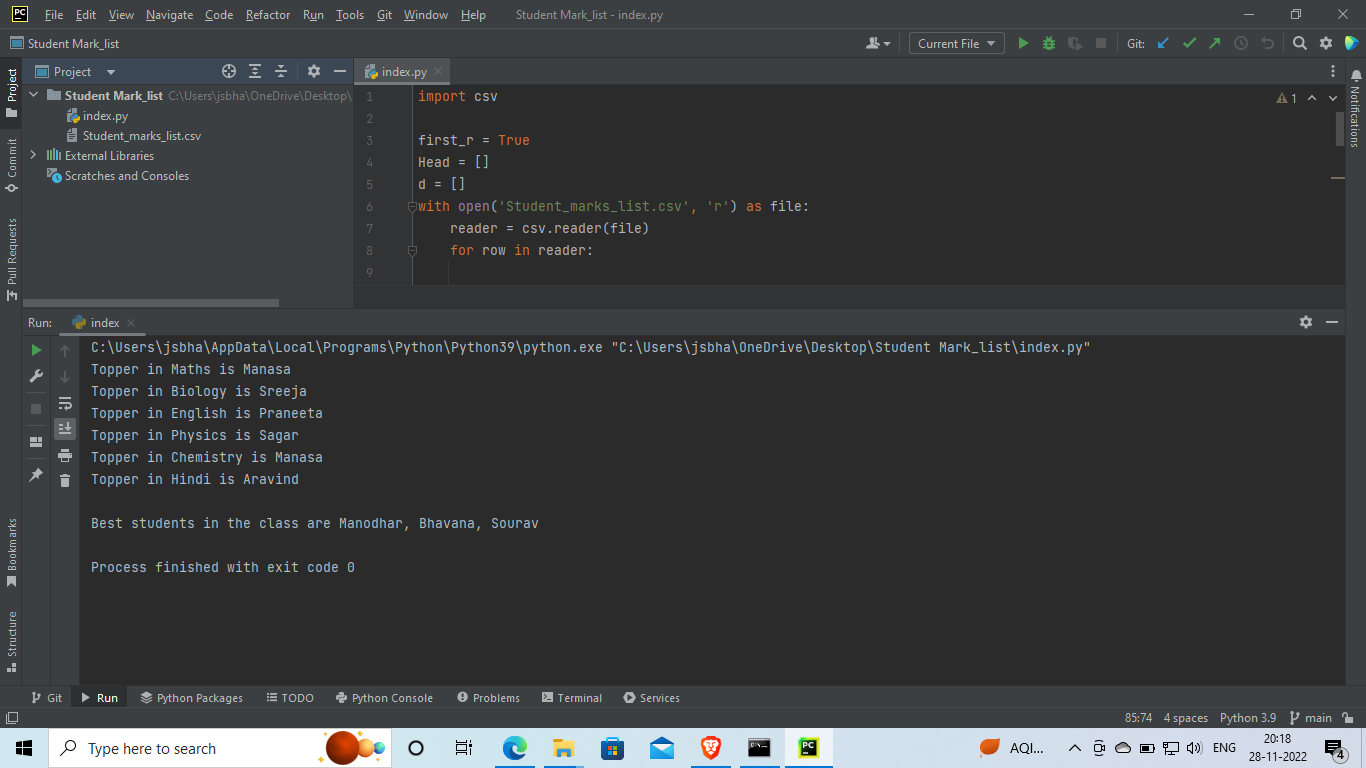 PC File Edit View Navigate Code Refactor Run Tools Git Window Help Student Mark_list - index.py
Student Mark_list Current File Git:
Project
Project
index.py
Student Mark_list C:\Users\jsbha\OneDrive\Desktop\
index.py
Student_marks_list.csv
External Libraries
Scratches and Consoles
Commit
Pull Requests
1 import csv
2
3 first_r = True
4 Head = []
5 d = []
6 with open('Student_marks_list.csv', 'r') as file:
7 reader = csv.reader(file)
8 for row in reader:
9
1
Notifications
Run: index
C:\Users\jsbha\AppData\Local\Programs\Python\Python39\python.exe "C:\Users\jsbha\OneDrive\Desktop\Student Mark_list\index.py"
Topper in Maths is Manasa
Topper in Biology is Sreeja
Topper in English is Praneeta
Topper in Physics is Sagar
Topper in Chemistry is Manasa
Topper in Hindi is Aravind
Best students in the class are Manodhar, Bhavana, Sourav
Process finished with exit code 0
Bookmarks
Structure
Git Run Python Packages TODO Python Console Problems Terminal Services
85:74 4 spaces Python 3.9 main
Type here to search
PC
AQI... ENG 20:18
28-11-2022
4